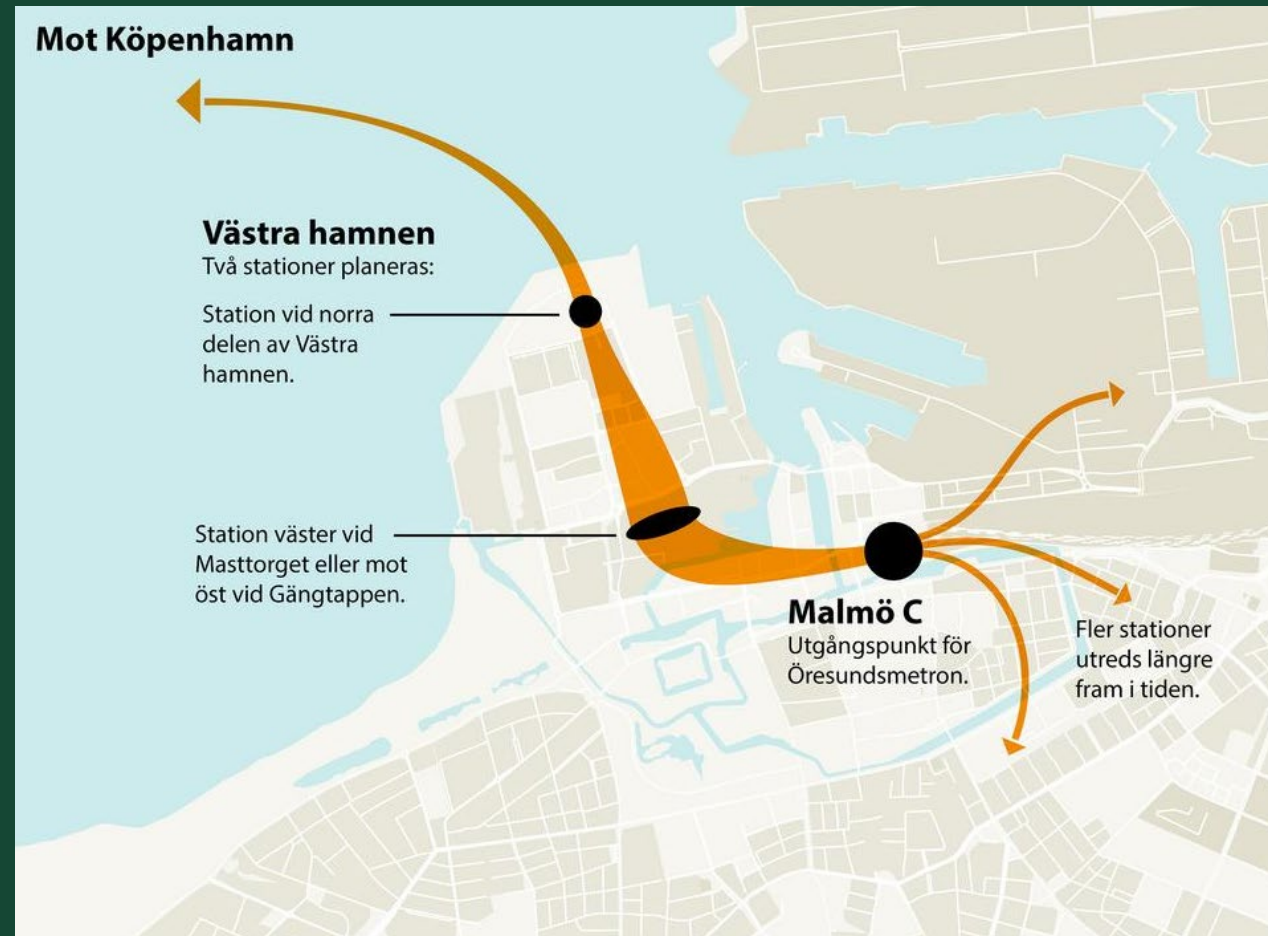 Mot Köpenhamn
Västra hamnen
Två stationer planeras:
Station vid norra
delen av Västra
hamnen.
Station väster vid
Masttorget eller mot
öst vid Gängtappen.
Malmö C
Utgångspunkt för
Öresundsmetron.
Fler stationer
utreds längre
fram i tiden.